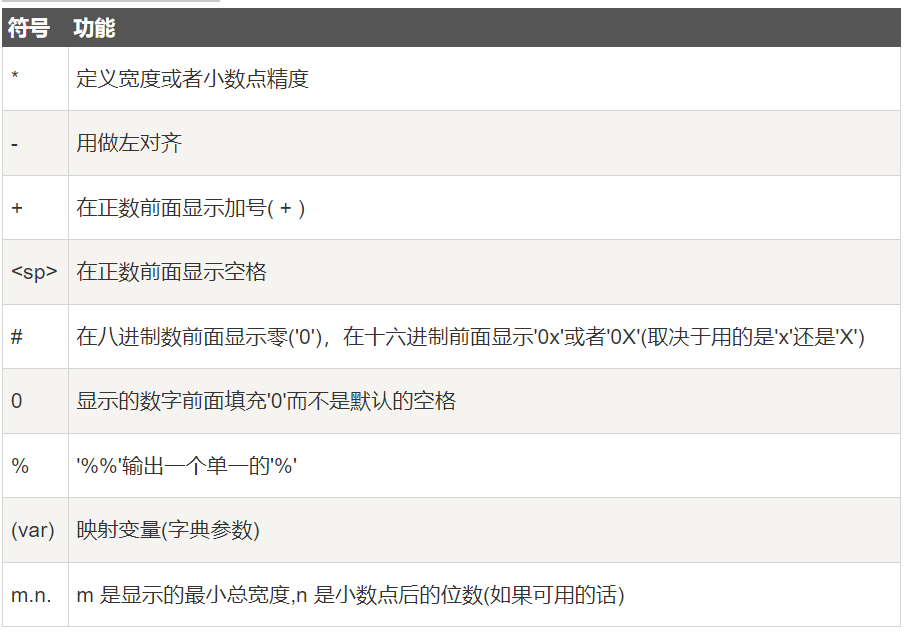 符号 功能
* 定义宽度或者小数点精度
- 用做左对齐
+ 在正数前面显示加号( + )
<sp> 在正数前面显示空格
# 在八进制数前面显示零('0')，在十六进制前面显示'0x'或者'0X'(取决于用的是'x'还是'X')
0 显示的数字前面填充'0'而不是默认的空格
% '%%'输出一个单一的'%'
(var) 映射变量(字典参数)
m.n. m 是显示的最小总宽度,n 是小数点后的位数(如果可用的话)